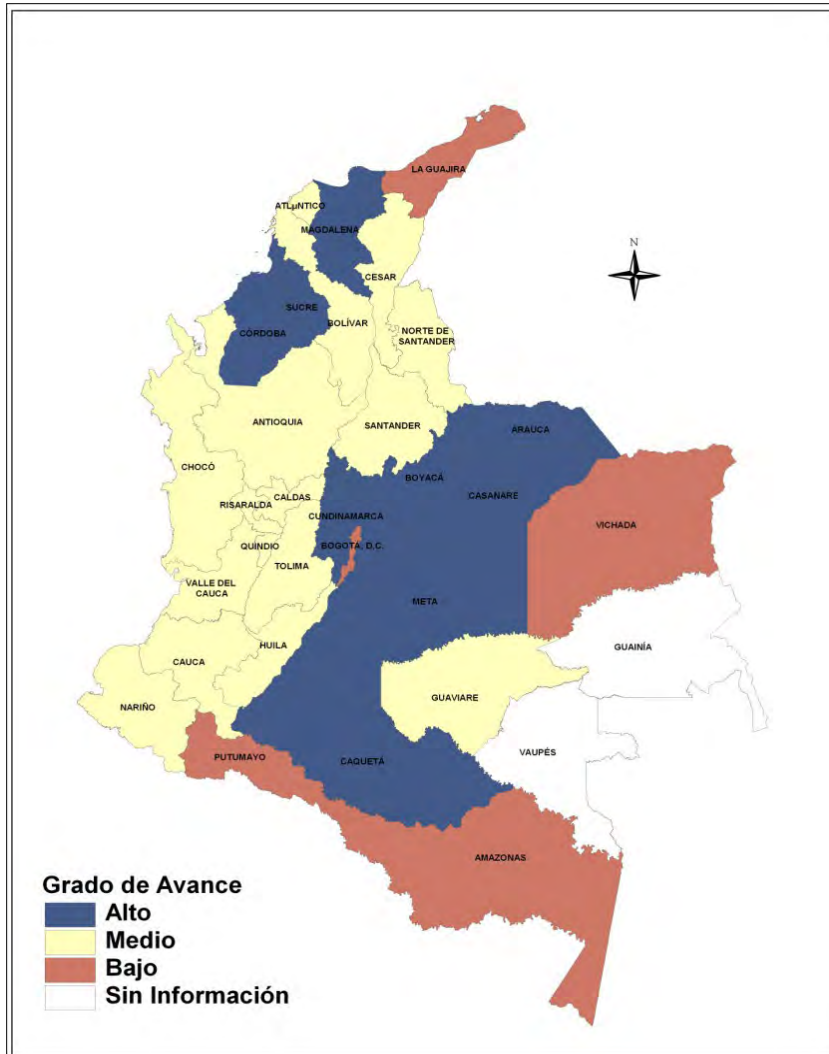 N
LA GUAJIRA
ATLµNTICO
MAGDALENA
CESAR
SUCRE
BOLÍVAR
CÓRDOBA
NORTE DE
SANTANDER
ANTIOQUIA
SANTANDER
ARAUCA
CHOCÓ
BOYACÁ
CASANARE
CALDAS
RISARALDA
CUNDINAMARCA
VICHADA
QUINDIO
BOGOTÁ, D.C.
TOLIMA
VALLE DEL
CAUCA
META
HUILA
GUAINÍA
CAUCA
GUAVIARE
NARIÑO
VAUPÉS
PUTUMAYO
CAQUETÁ
AMAZONAS
Grado de Avance
Alto
Medio
Bajo
Sin Información